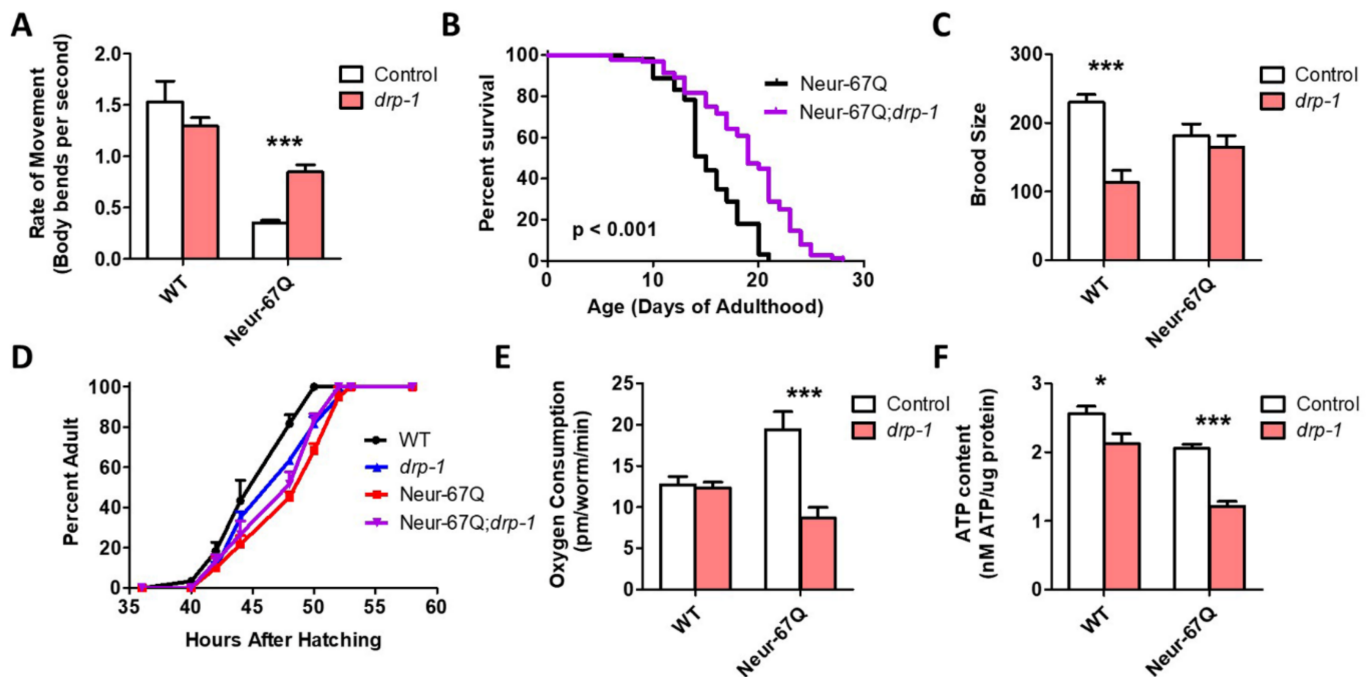 A
Rate of Movement
(Body bends per second)
2.0
1.5
1.0
0.5
0.0
***
WT
Neur-67Q
Control
drp-1
B
Percent survival
100
80
60
40
20
0
0
10
20
30
p < 0.001
Neur-67Q
Neur-67Q;drp-1
Age (Days of Adulthood)
C
Brood Size
300
200
100
0
***
WT
Neur-67Q
Control
drp-1
D
Percent Adult
100
80
60
40
20
0
35
45
50
55
60
WT
drp-1
Neur-67Q
Neur-67Q;drp-1
Hours After Hatching
E
Oxygen Consumption
(pm/worm/min)
25
20
15
10
5
0
***
WT
Neur-67Q
Control
drp-1
F
ATP content
(nM ATP/ug protein)
3
2
1
0
*
***
WT
Neur-67Q
Control
drp-1